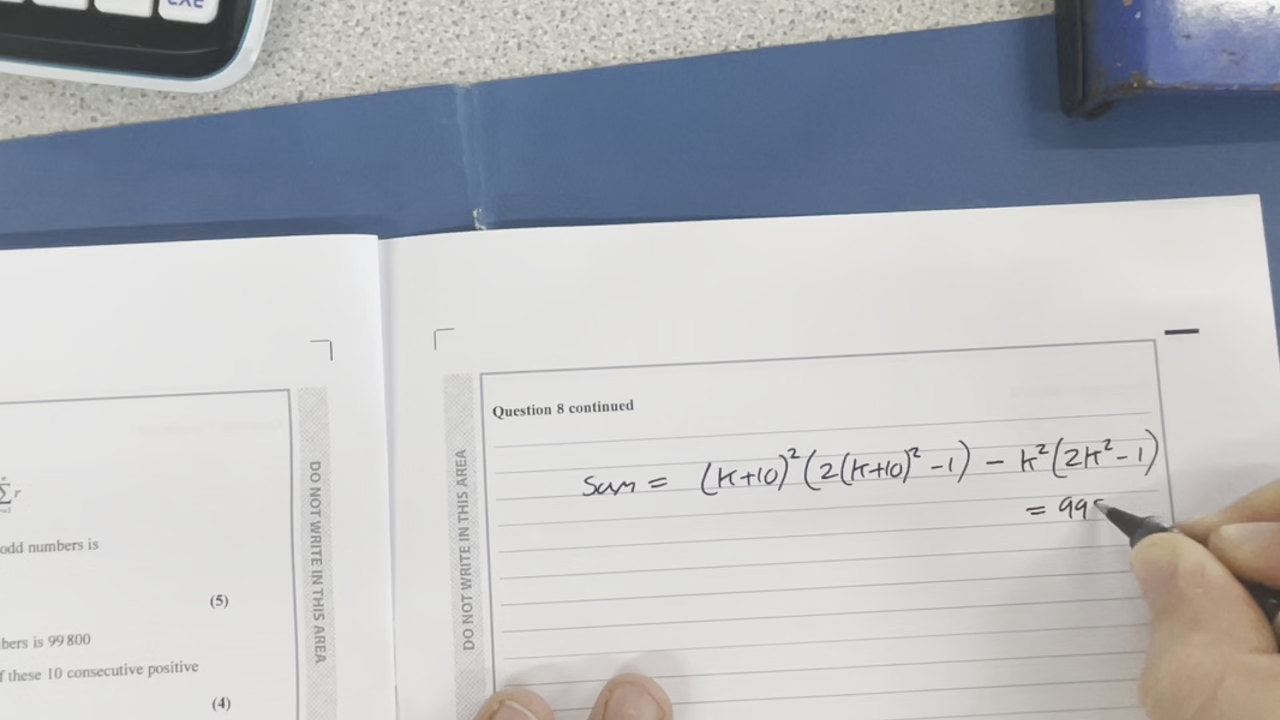 EXE
Σ r
odd numbers is
(5)
bers is 99 800
f these 10 consecutive positive
(4)
DO NOT WRITE IN THIS AREA
DO NOT WRITE IN THIS AREA
Question 8 continued
Sum = (k+10)²(2(k+10)²-1) - k²(2k²-1)
= 99